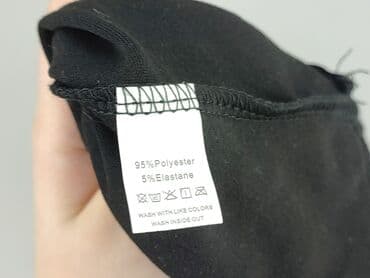 95%Polyester
5%Elastane
WASH WITH LIKE COLORS
WASH INSIDE OUT